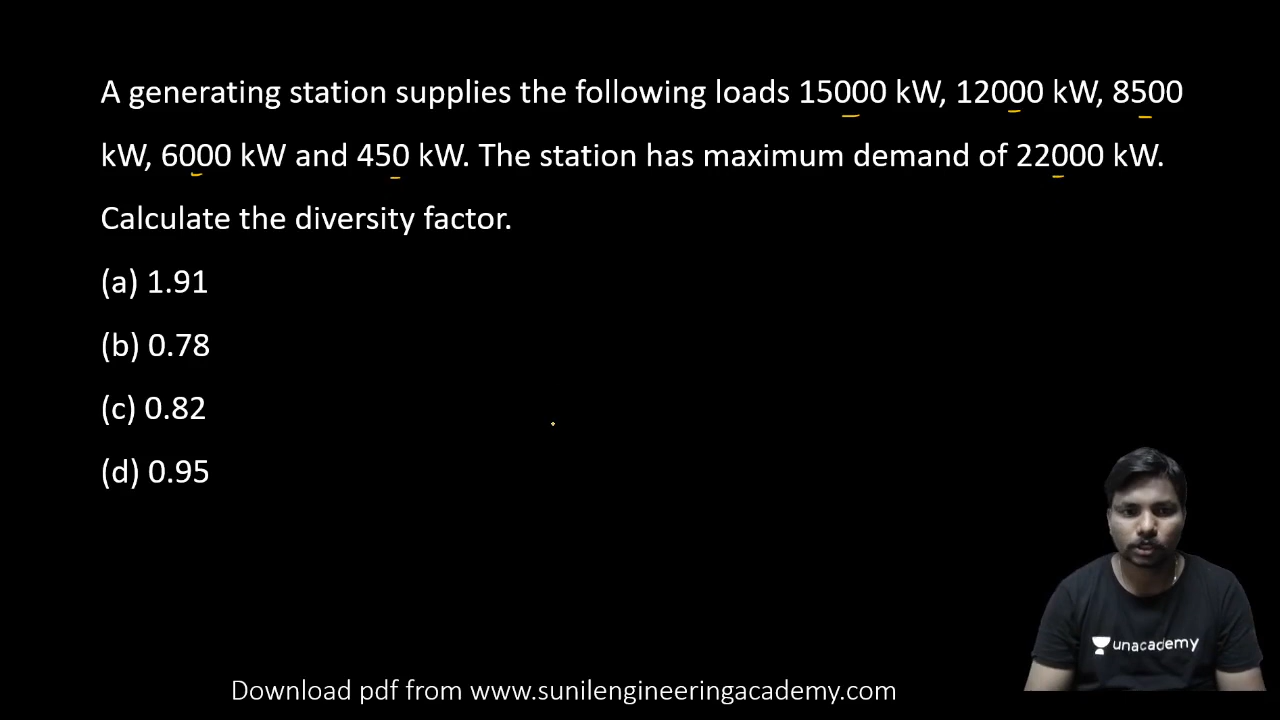 A generating station supplies the following loads 15000 kW, 12000 kW, 8500
kW, 6000 kW and 450 kW. The station has maximum demand of 22000 kW.
Calculate the diversity factor.
(a) 1.91
(b) 0.78
(c) 0.82
(d) 0.95
unacademy
Download pdf from www.sunilengineeringacademy.com